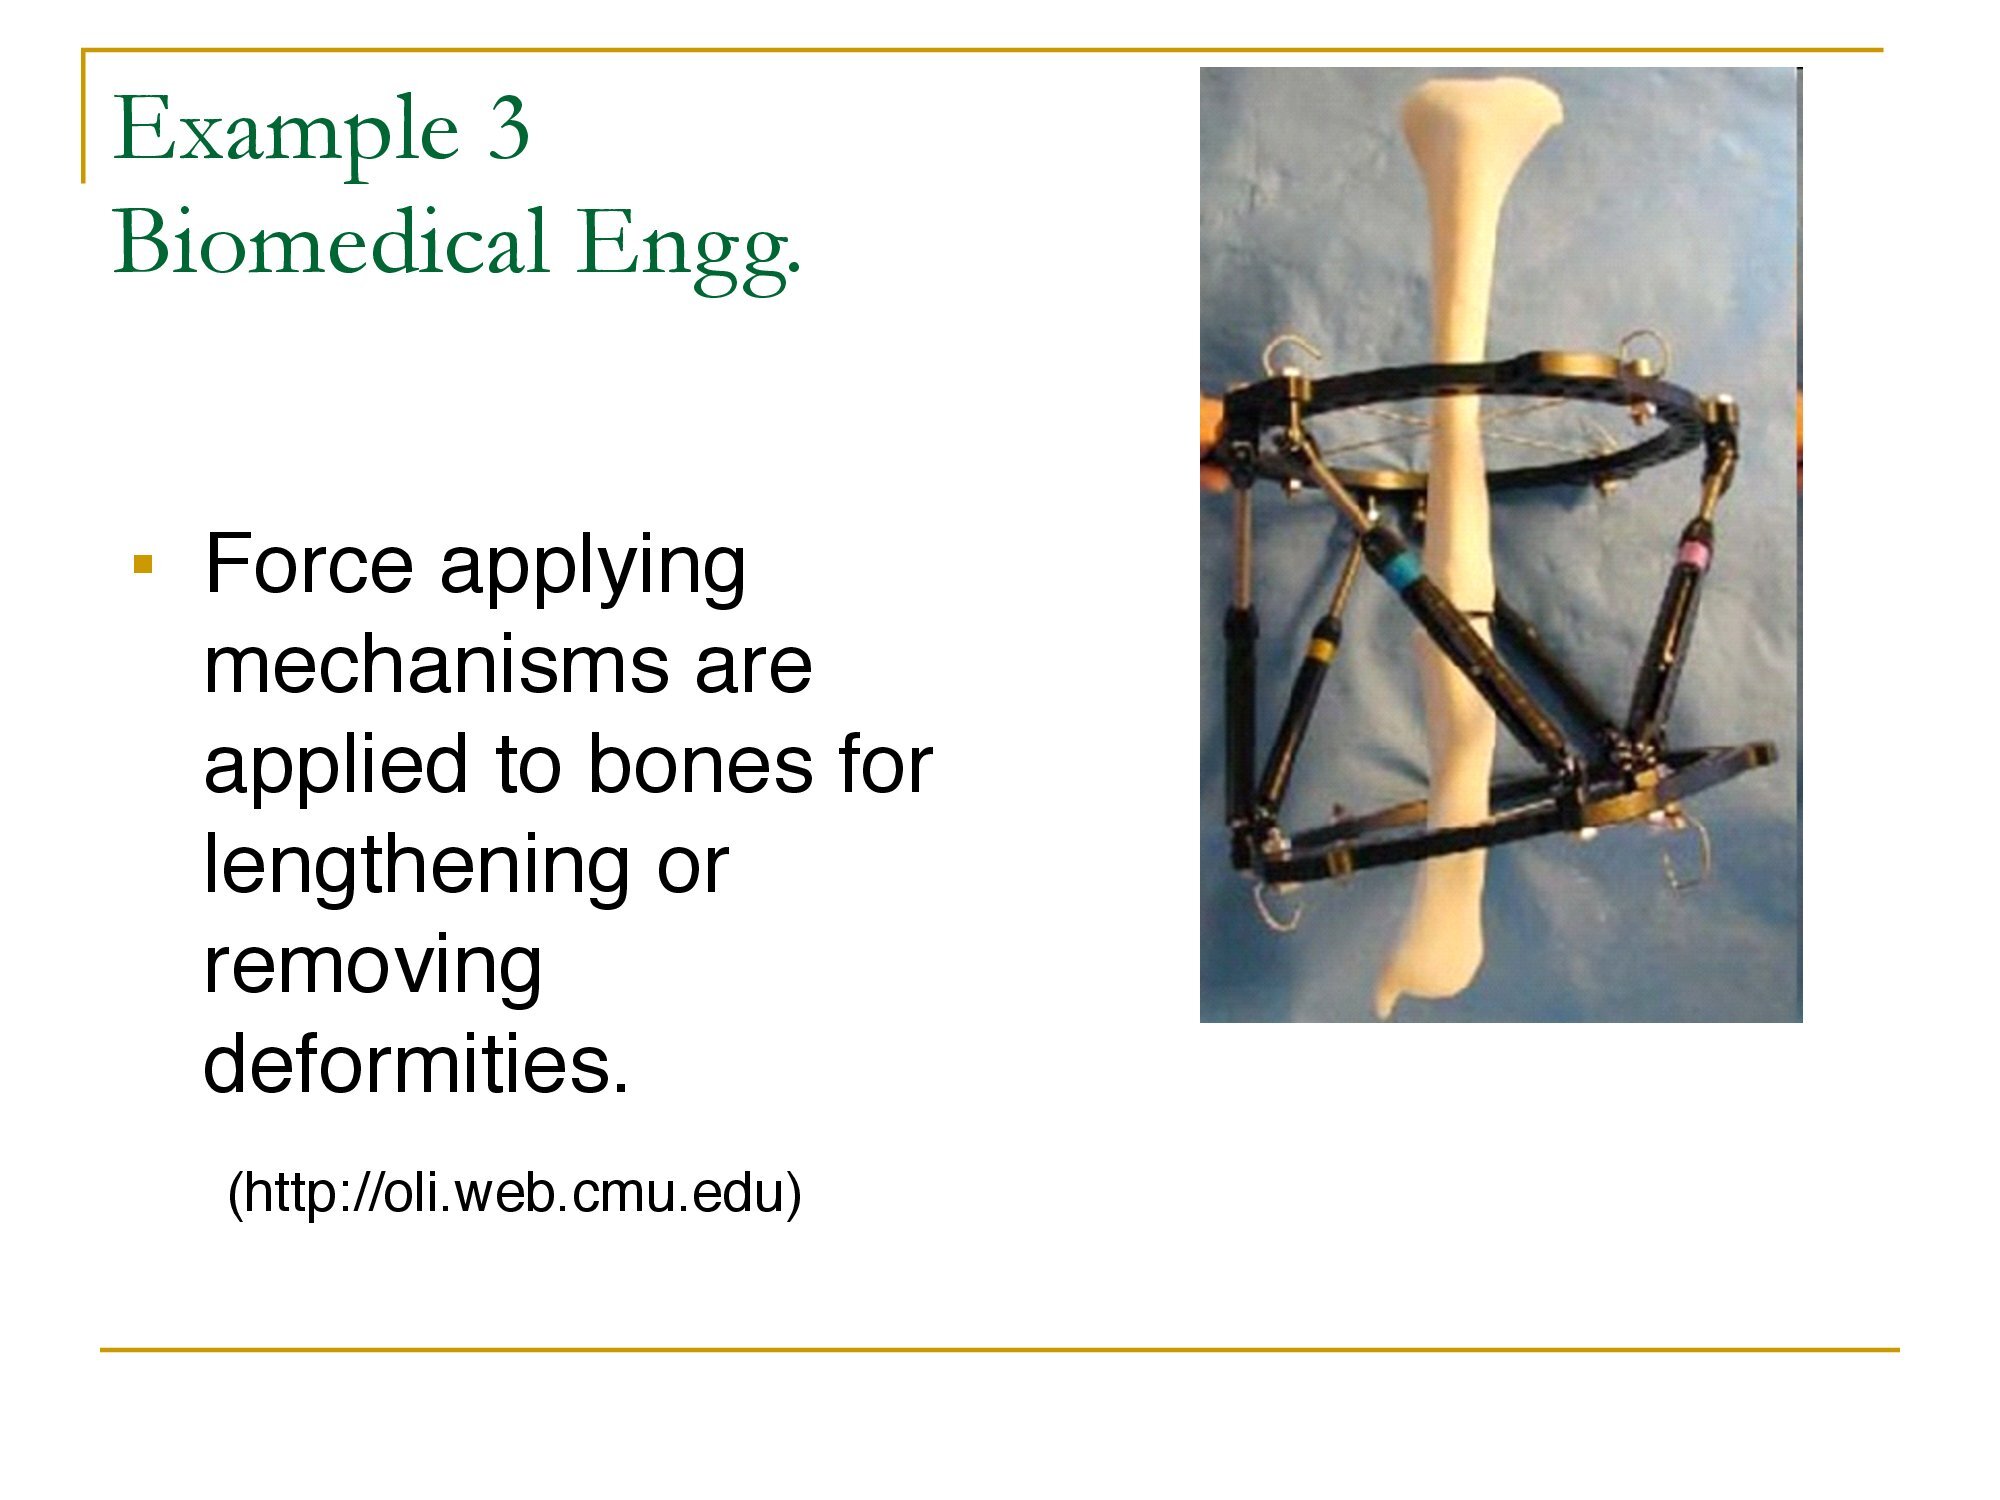 Example 3
Biomedical Engg.
▪ Force applying
mechanisms are
applied to bones for
lengthening or
removing
deformities.
(http://oli.web.cmu.edu)